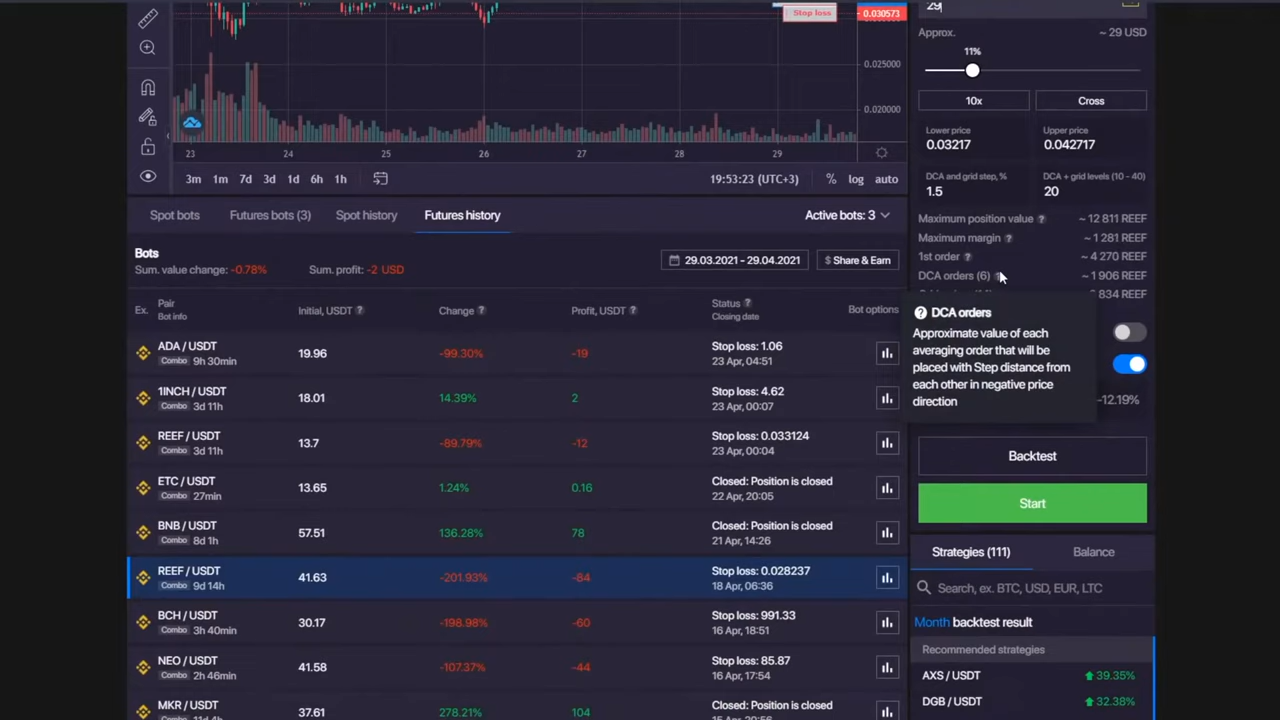 Stop loss
0.030573
0.025000
0.020000
23 24 25 26 27 28 29
3m 1m 7d 3d 1d 6h 1h
19:53:23 (UTC+3) % log auto
Spot bots Futures bots (3) Spot history Futures history Active bots: 3
Bots
Sum. value change: -0.78% Sum. profit: -2 USD
29.03.2021 - 29.04.2021
$ Share & Earn
Ex. Pair Initial, USDT ? Change ? Profit, USDT ? Status ? Bot options
Bot info Closing date
ADA / USDT 19.96 -99.30% -19 Stop loss: 1.06
Combo 9h 30min 23 Apr, 04:51
1INCH / USDT 18.01 14.39% 2 Stop loss: 4.62
Combo 3d 11h 23 Apr, 00:07
REEF / USDT 13.7 -89.79% -12 Stop loss: 0.033124
Combo 3d 11h 23 Apr, 00:04
ETC / USDT 13.65 1.24% 0.16 Closed: Position is closed
Combo 27min 22 Apr, 20:05
BNB / USDT 57.51 136.28% 78 Closed: Position is closed
Combo 8d 1h 21 Apr, 14:26
REEF / USDT 41.63 -201.93% -84 Stop loss: 0.028237
Combo 9d 14h 18 Apr, 06:36
BCH / USDT 30.17 -198.98% -60 Stop loss: 991.33
Combo 3h 40min 16 Apr, 18:51
NEO / USDT 41.58 -107.37% -44 Stop loss: 85.87
Combo 2h 46min 16 Apr, 17:54
MKR / USDT 37.61 278.21% 104
29
Approx. ~ 29 USD
11%
10x Cross
Lower price Upper price
0.03217 0.042717
DCA and grid step, % DCA + grid levels (10 - 40)
1.5 20
Maximum position value ? ~ 12 811 REEF
Maximum margin ? ~ 1 281 REEF
1st order ? ~ 4 270 REEF
DCA orders (6) ~ 1 906 REEF
834 REEF
? DCA orders
Approximate value of each
averaging order that will be
placed with Step distance from
each other in negative price
direction
-12.19%
Backtest
Start
Strategies (111) Balance
Search, ex. BTC, USD, EUR, LTC
Month backtest result
Recommended strategies
AXS / USDT 39.35%
DGB / USDT 32.38%